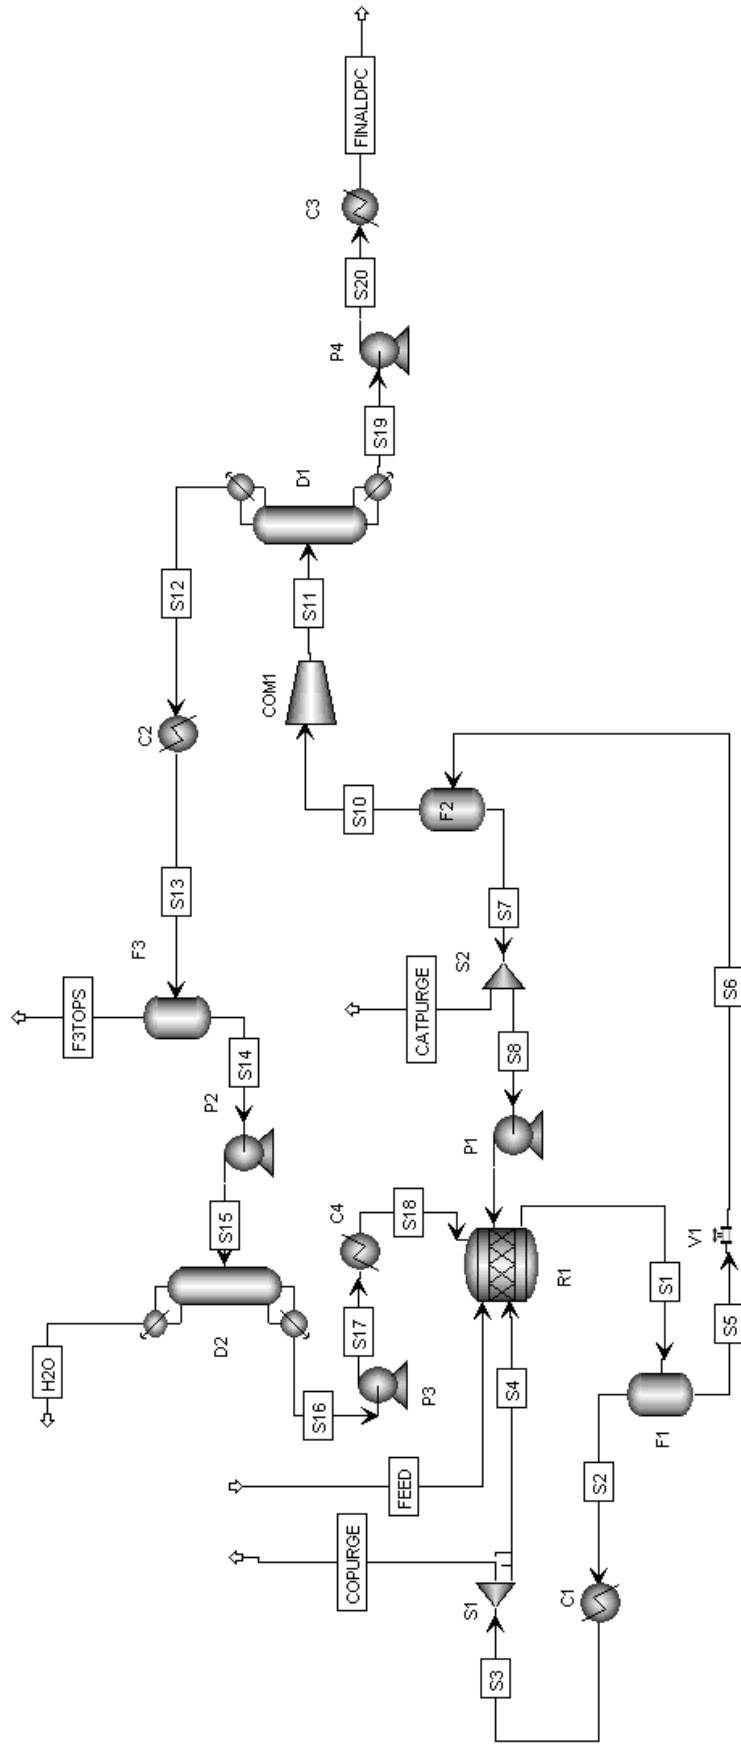 H2O
F3TOPS
F3
C2
S13
S12
P2
D2
S15
S14
COM1
S11
D1
C3
S16
C4
P4
COPURGE
S17
S10
S20
FINALDPC
S19
FEED
S18
CATPURGE
P3
F2
S2
S1
P1
S3
S7
S4
S8
R1
C1
S2
F1
S1
V1
S5
S6